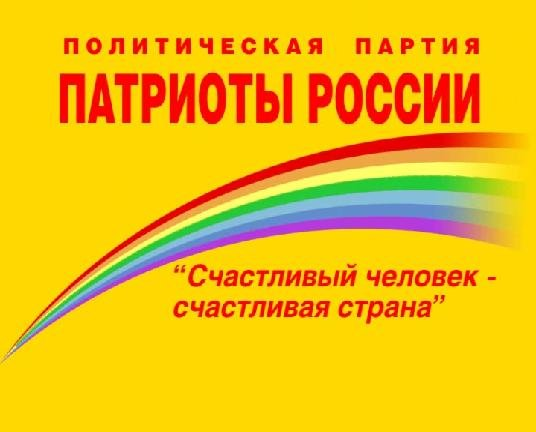 ПОЛИТИЧЕСКАЯ ПАРТИЯ
ПАТРИОТЫ РОССИИ
“Счастливый человек -
счастливая страна”